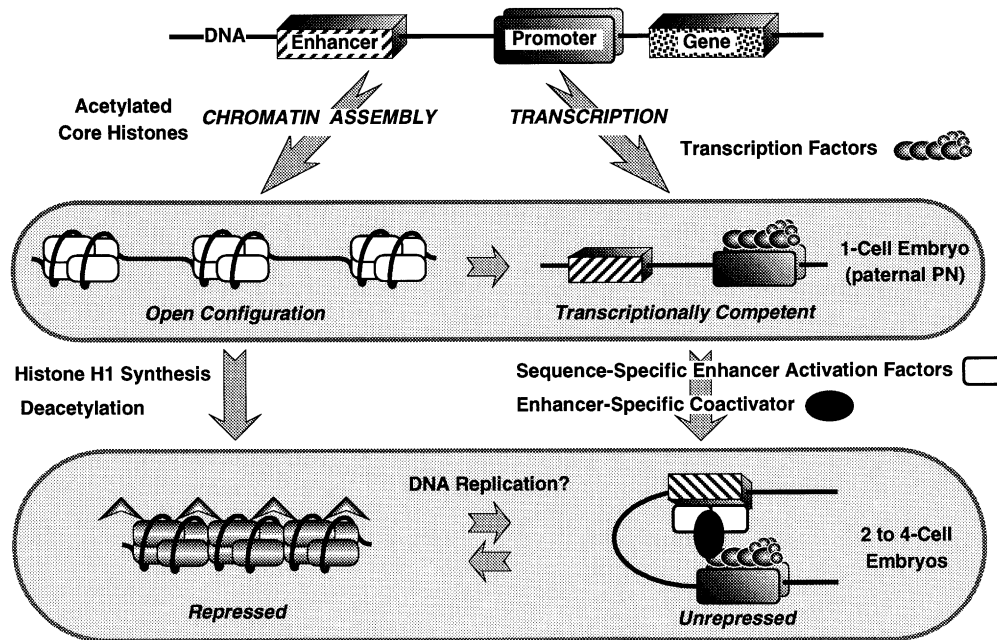 DNA
Enhancer
Promoter
Gene
Acetylated
Core Histones
CHROMATIN ASSEMBLY
TRANSCRIPTION
Transcription Factors
1-Cell Embryo
(paternal PN)
Open Configuration
Transcriptionally Competent
Histone H1 Synthesis
Deacetylation
Sequence-Specific Enhancer Activation Factors
Enhancer-Specific Coactivator
DNA Replication?
2 to 4-Cell
Embryos
Repressed
Unrepressed